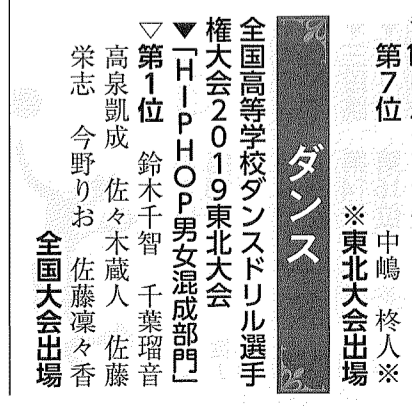 第7位
中嶋 柊人※
※東北大会出場
ダンス
全国高等学校ダンスドリル選手
権大会2019東北大会
▼「HIPHOP男女混成部門」
▽第1位 鈴木千智 千葉瑠音
高泉凱成 佐々木蔵人 佐藤
栄志 今野りお 佐藤凜々香
全国大会出場